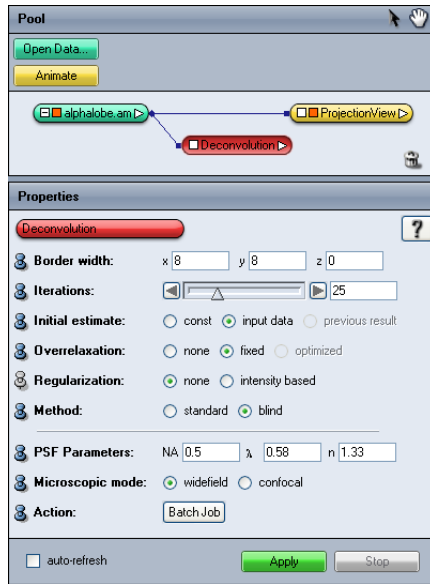 Pool
Open Data...
Animate
alphalobe.am
ProjectionView
Deconvolution
Properties
Deconvolution ?
Border width: x 8 y 8 z 0
Iterations: 25
Initial estimate: const input data previous result
Overrelaxation: none fixed optimized
Regularization: none intensity based
Method: standard blind
PSF Parameters: NA 0.5 λ 0.58 n 1.33
Microscopic mode: widefield confocal
Action: Batch Job
auto-refresh Apply Stop